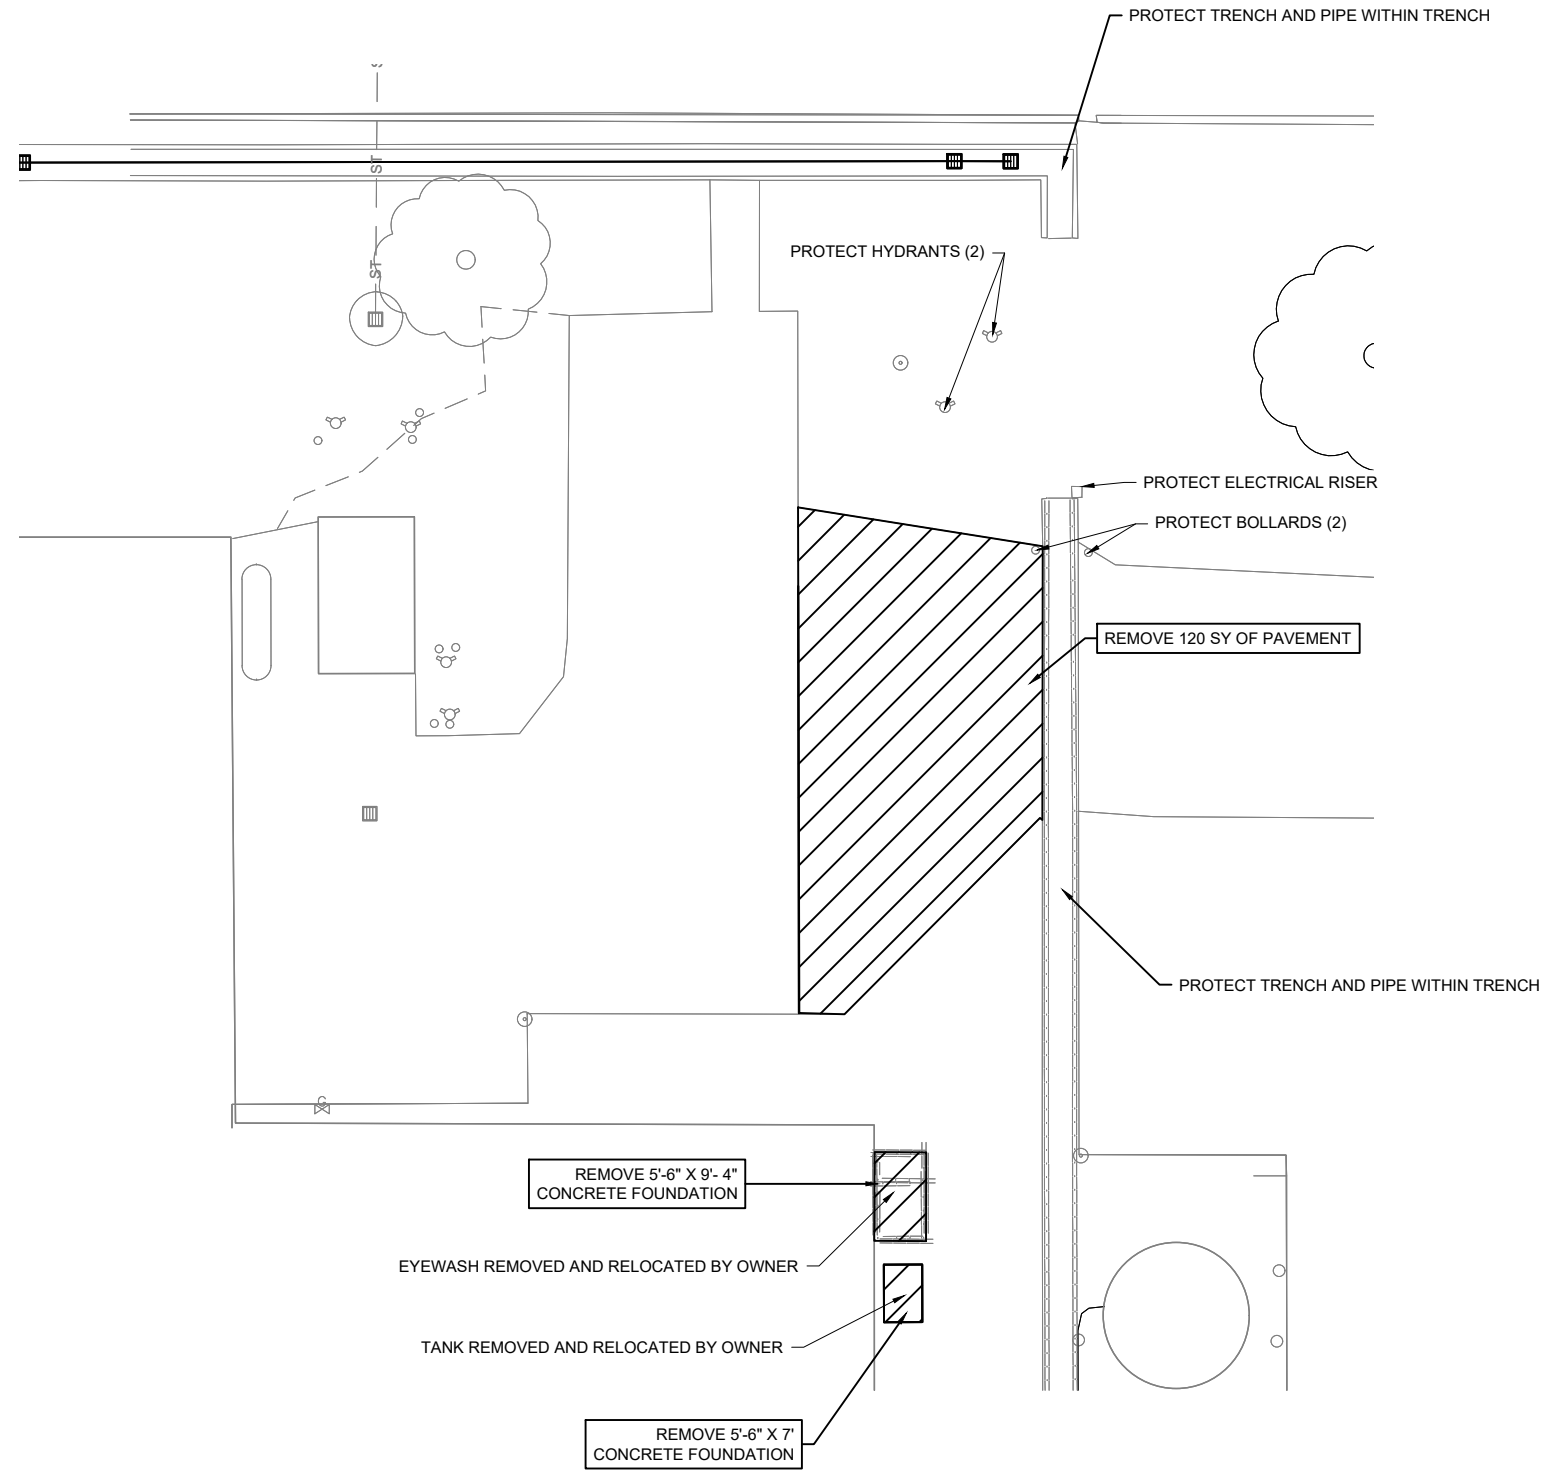 PROTECT TRENCH AND PIPE WITHIN TRENCH
S
ST
PROTECT HYDRANTS (2)
ST
PROTECT ELECTRICAL RISER
PROTECT BOLLARDS (2)
REMOVE 120 SY OF PAVEMENT
PROTECT TRENCH AND PIPE WITHIN TRENCH
G
REMOVE 5'-6" X 9'- 4"
CONCRETE FOUNDATION
EYEWASH REMOVED AND RELOCATED BY OWNER
TANK REMOVED AND RELOCATED BY OWNER
REMOVE 5'-6" X 7'
CONCRETE FOUNDATION